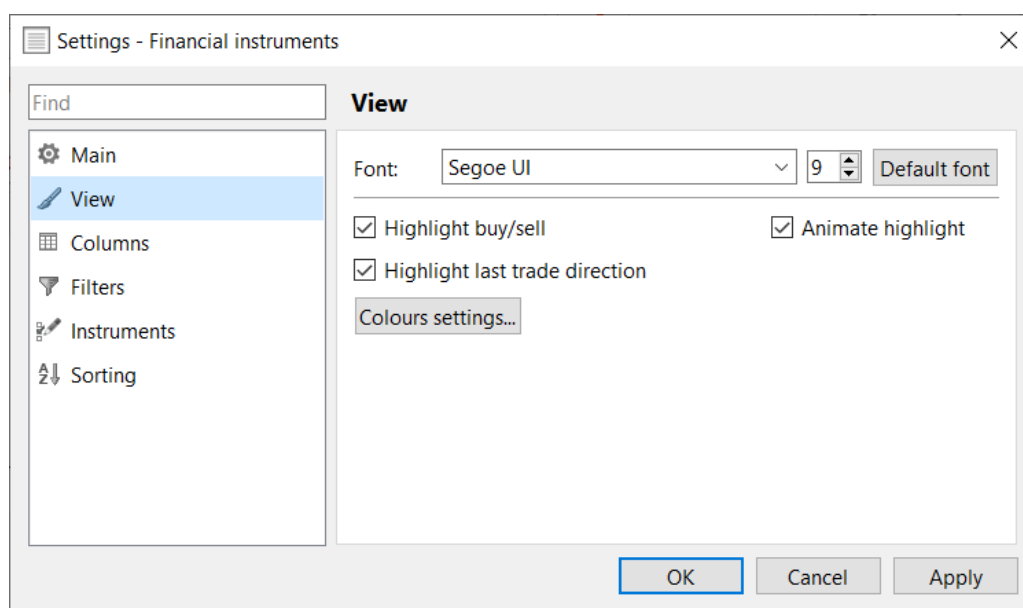 Settings - Financial instruments
Find
Main
View
Columns
Filters
Instruments
Sorting
View
Font: Segoe UI 9 Default font
Highlight buy/sell Animate highlight
Highlight last trade direction
Colours settings...
OK Cancel Apply